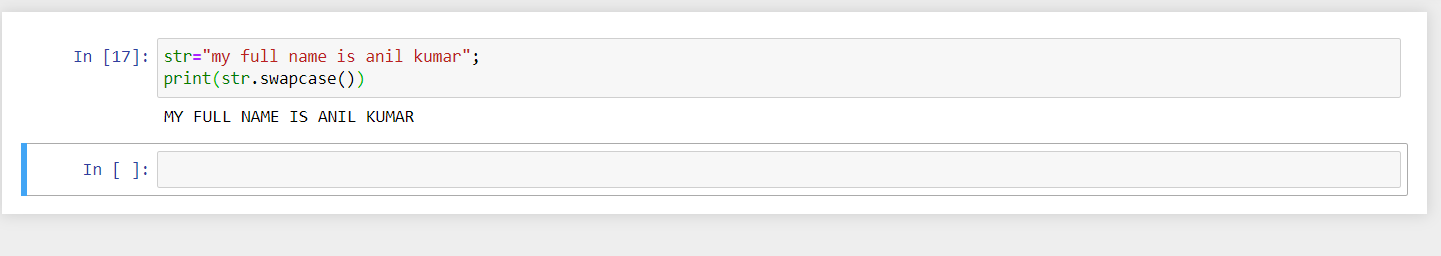 In [17]: str="my full name is anil kumar";
print(str.swapcase())
MY FULL NAME IS ANIL KUMAR
In [ ]: